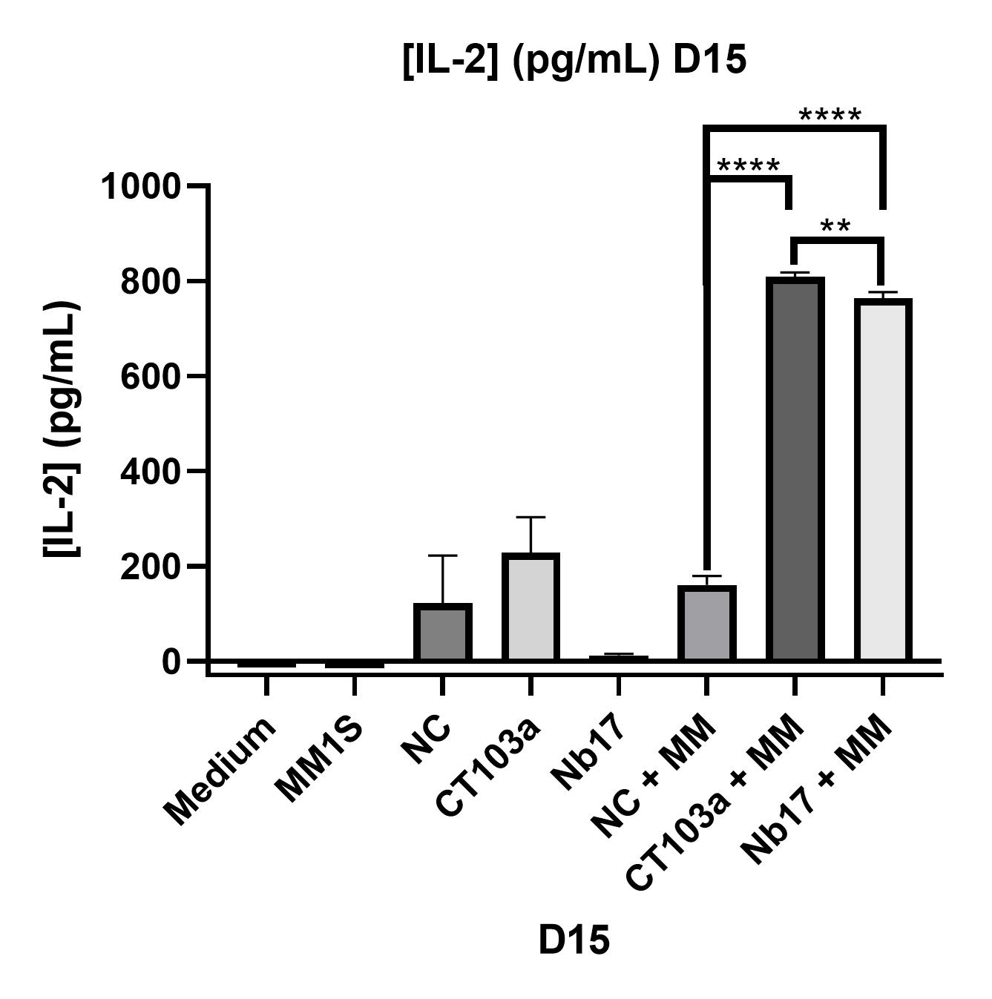 [IL-2] (pg/mL) D15
****
****
**
1000
800
600
400
200
0
[IL-2] (pg/mL)
Medium
MM1S
NC
CT103a
Nb17
NC + MM
CT103a + MM
Nb17 + MM
D15